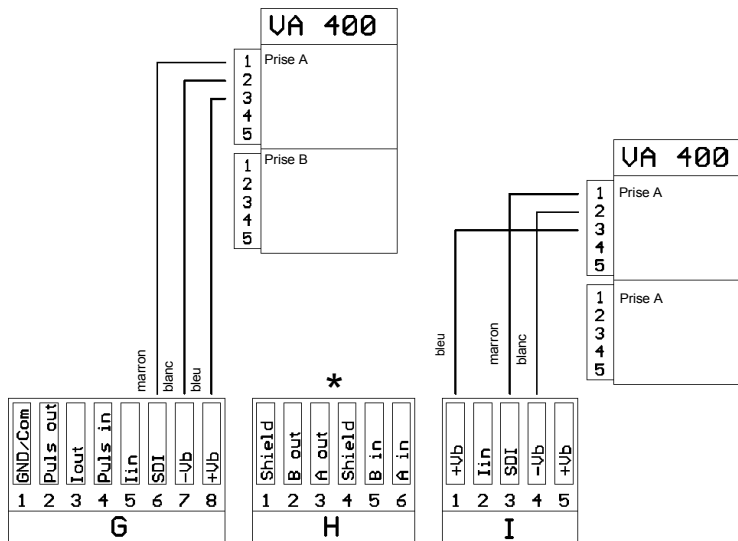 VA 400
1 Prise A
2
3
4
5
1 Prise B
2
3
4
5
VA 400
1 Prise A
2
3
4
5
1 Prise A
2
3
4
5
marron
blanc
bleu
bleu
marron
blanc
*
GND/Com
Puls out
Iout
Puls in
Iin
SDI
-Vb
+Vb
1 2 3 4 5 6 7 8
G
Shield
B out
A out
Shield
B in
A in
1 2 3 4 5 6
H
+Vb
Iin
SDI
-Vb
+Vb
1 2 3 4 5
I